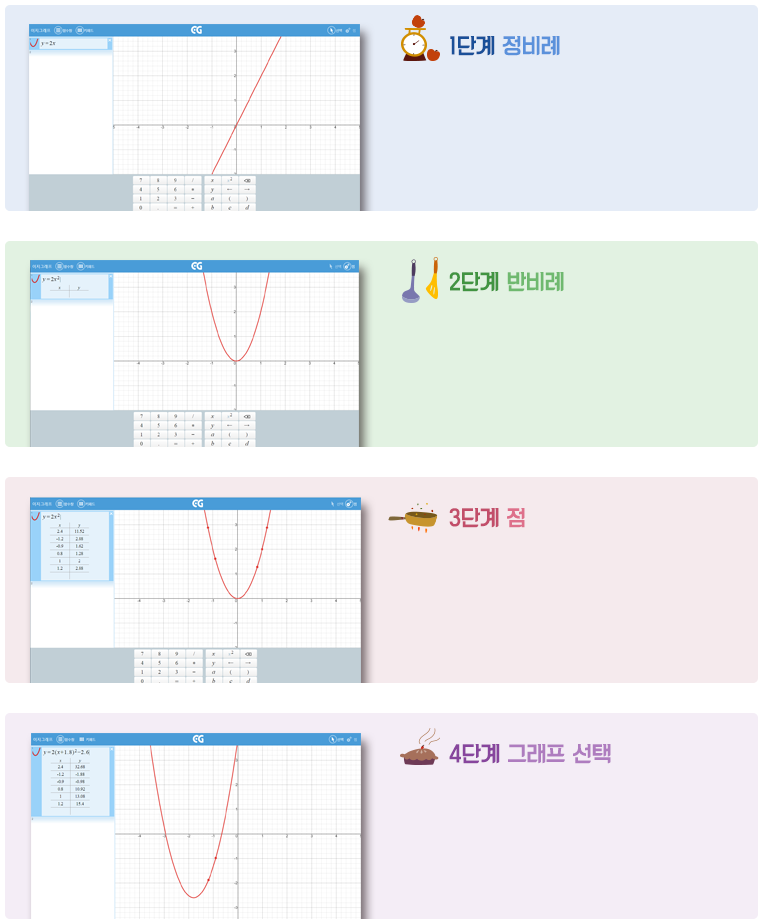 1단계 정비례
y = 2x
7 8 9 / x □² ⌫
4 5 6 * y ← →
1 2 3 − a ( )
0 . = + b c d
2단계 반비례
y = 2x²
x y
7 8 9 / x □² ⌫
4 5 6 * y ← →
1 2 3 − a ( )
0 . = + b c d
3단계 점
y = 2x²
x y
2.4 11.52
-1.2 2.88
-0.9 1.62
0.8 1.28
1 2
1.2 2.88
7 8 9 / x □² ⌫
4 5 6 * y ← →
1 2 3 − a ( )
0 . = + b c d
4단계 그래프 선택
y = 2(x+1.8)²−2.6
x y
2.4 32.68
-1.2 -1.88
-0.9 -0.98
0.8 10.92
1 13.08
1.2 15.4